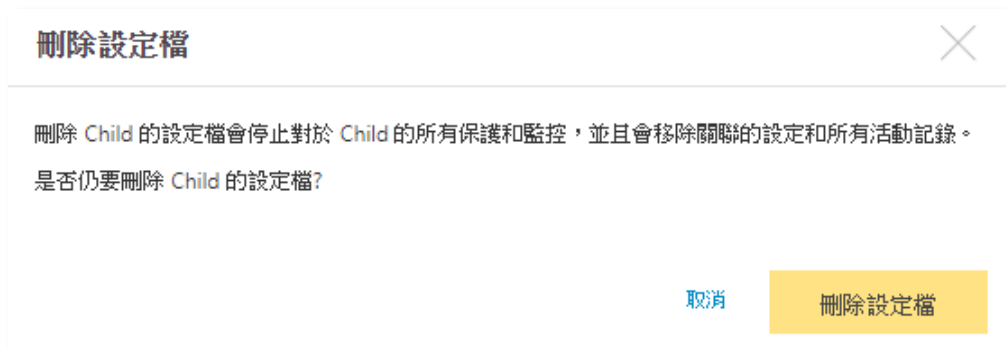 刪除設定檔
刪除 Child 的設定檔會停止對於 Child 的所有保護和監控，並且會移除關聯的設定和所有活動記錄。
是否仍要刪除 Child 的設定檔?
取消
刪除設定檔